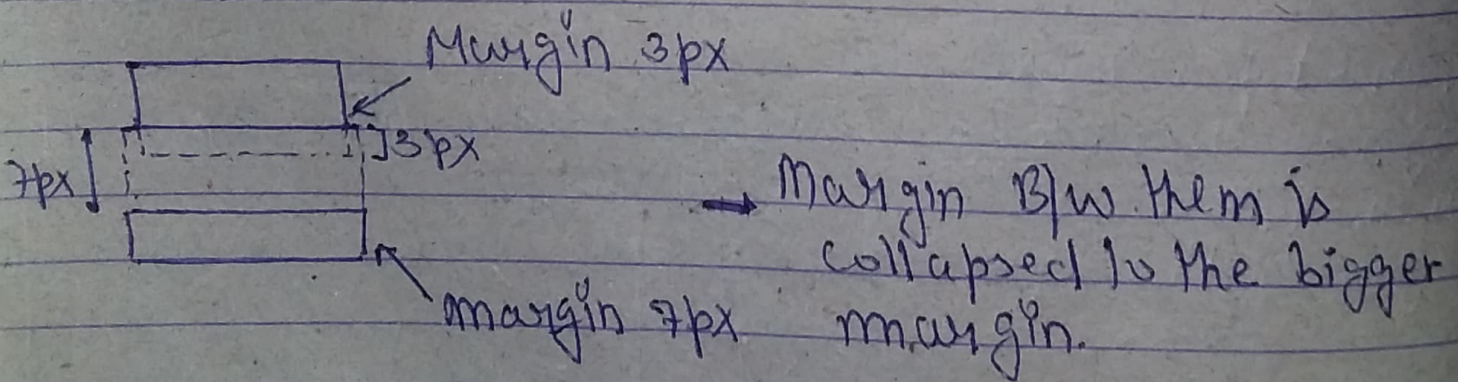 Margin 3px
3px
7px
→ Margin B/w them is
collapsed to the bigger
margin 7px
margin.